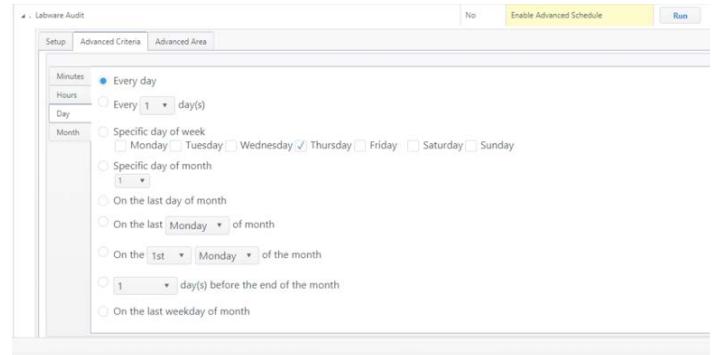 Labware Audit No Enable Advanced Schedule Run
Setup Advanced Criteria Advanced Area
Minutes
Hours
Day
Month
Every day
Every 1 day(s)
Specific day of week
Monday Tuesday Wednesday Thursday Friday Saturday Sunday
Specific day of month
1
On the last day of month
On the last Monday of month
On the 1st Monday of the month
1 day(s) before the end of the month
On the last weekday of month